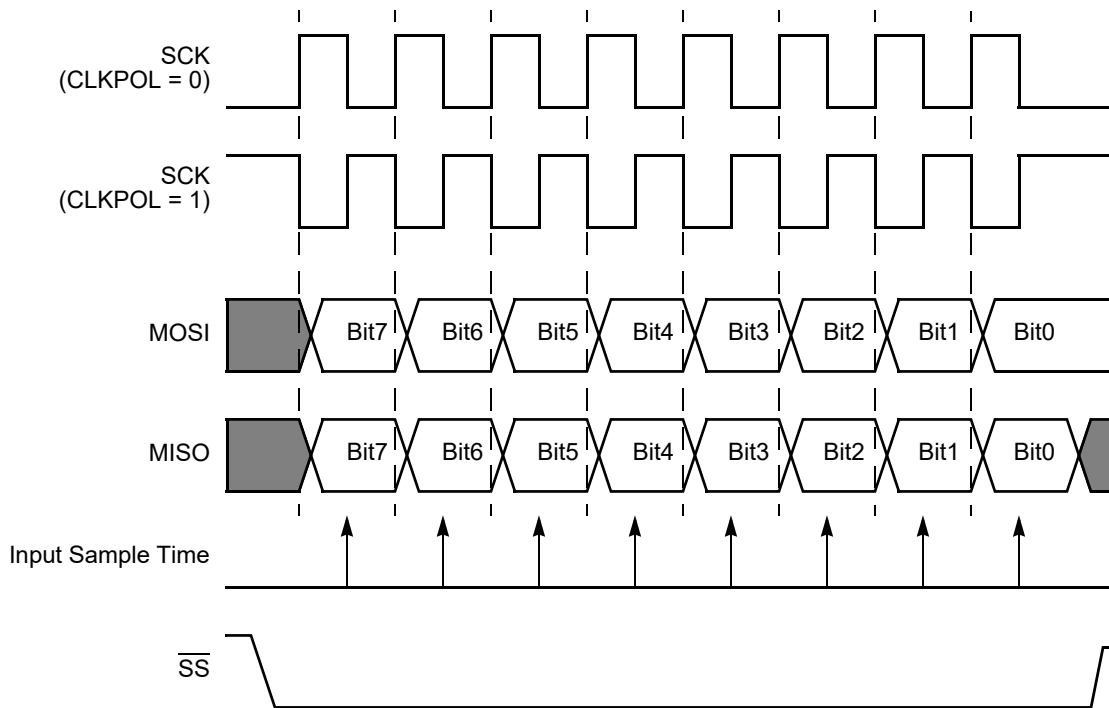 SCK
(CLKPOL = 0)
SCK
(CLKPOL = 1)
MOSI
Bit7 Bit6 Bit5 Bit4 Bit3 Bit2 Bit1 Bit0
MISO
Bit7 Bit6 Bit5 Bit4 Bit3 Bit2 Bit1 Bit0
Input Sample Time
SS